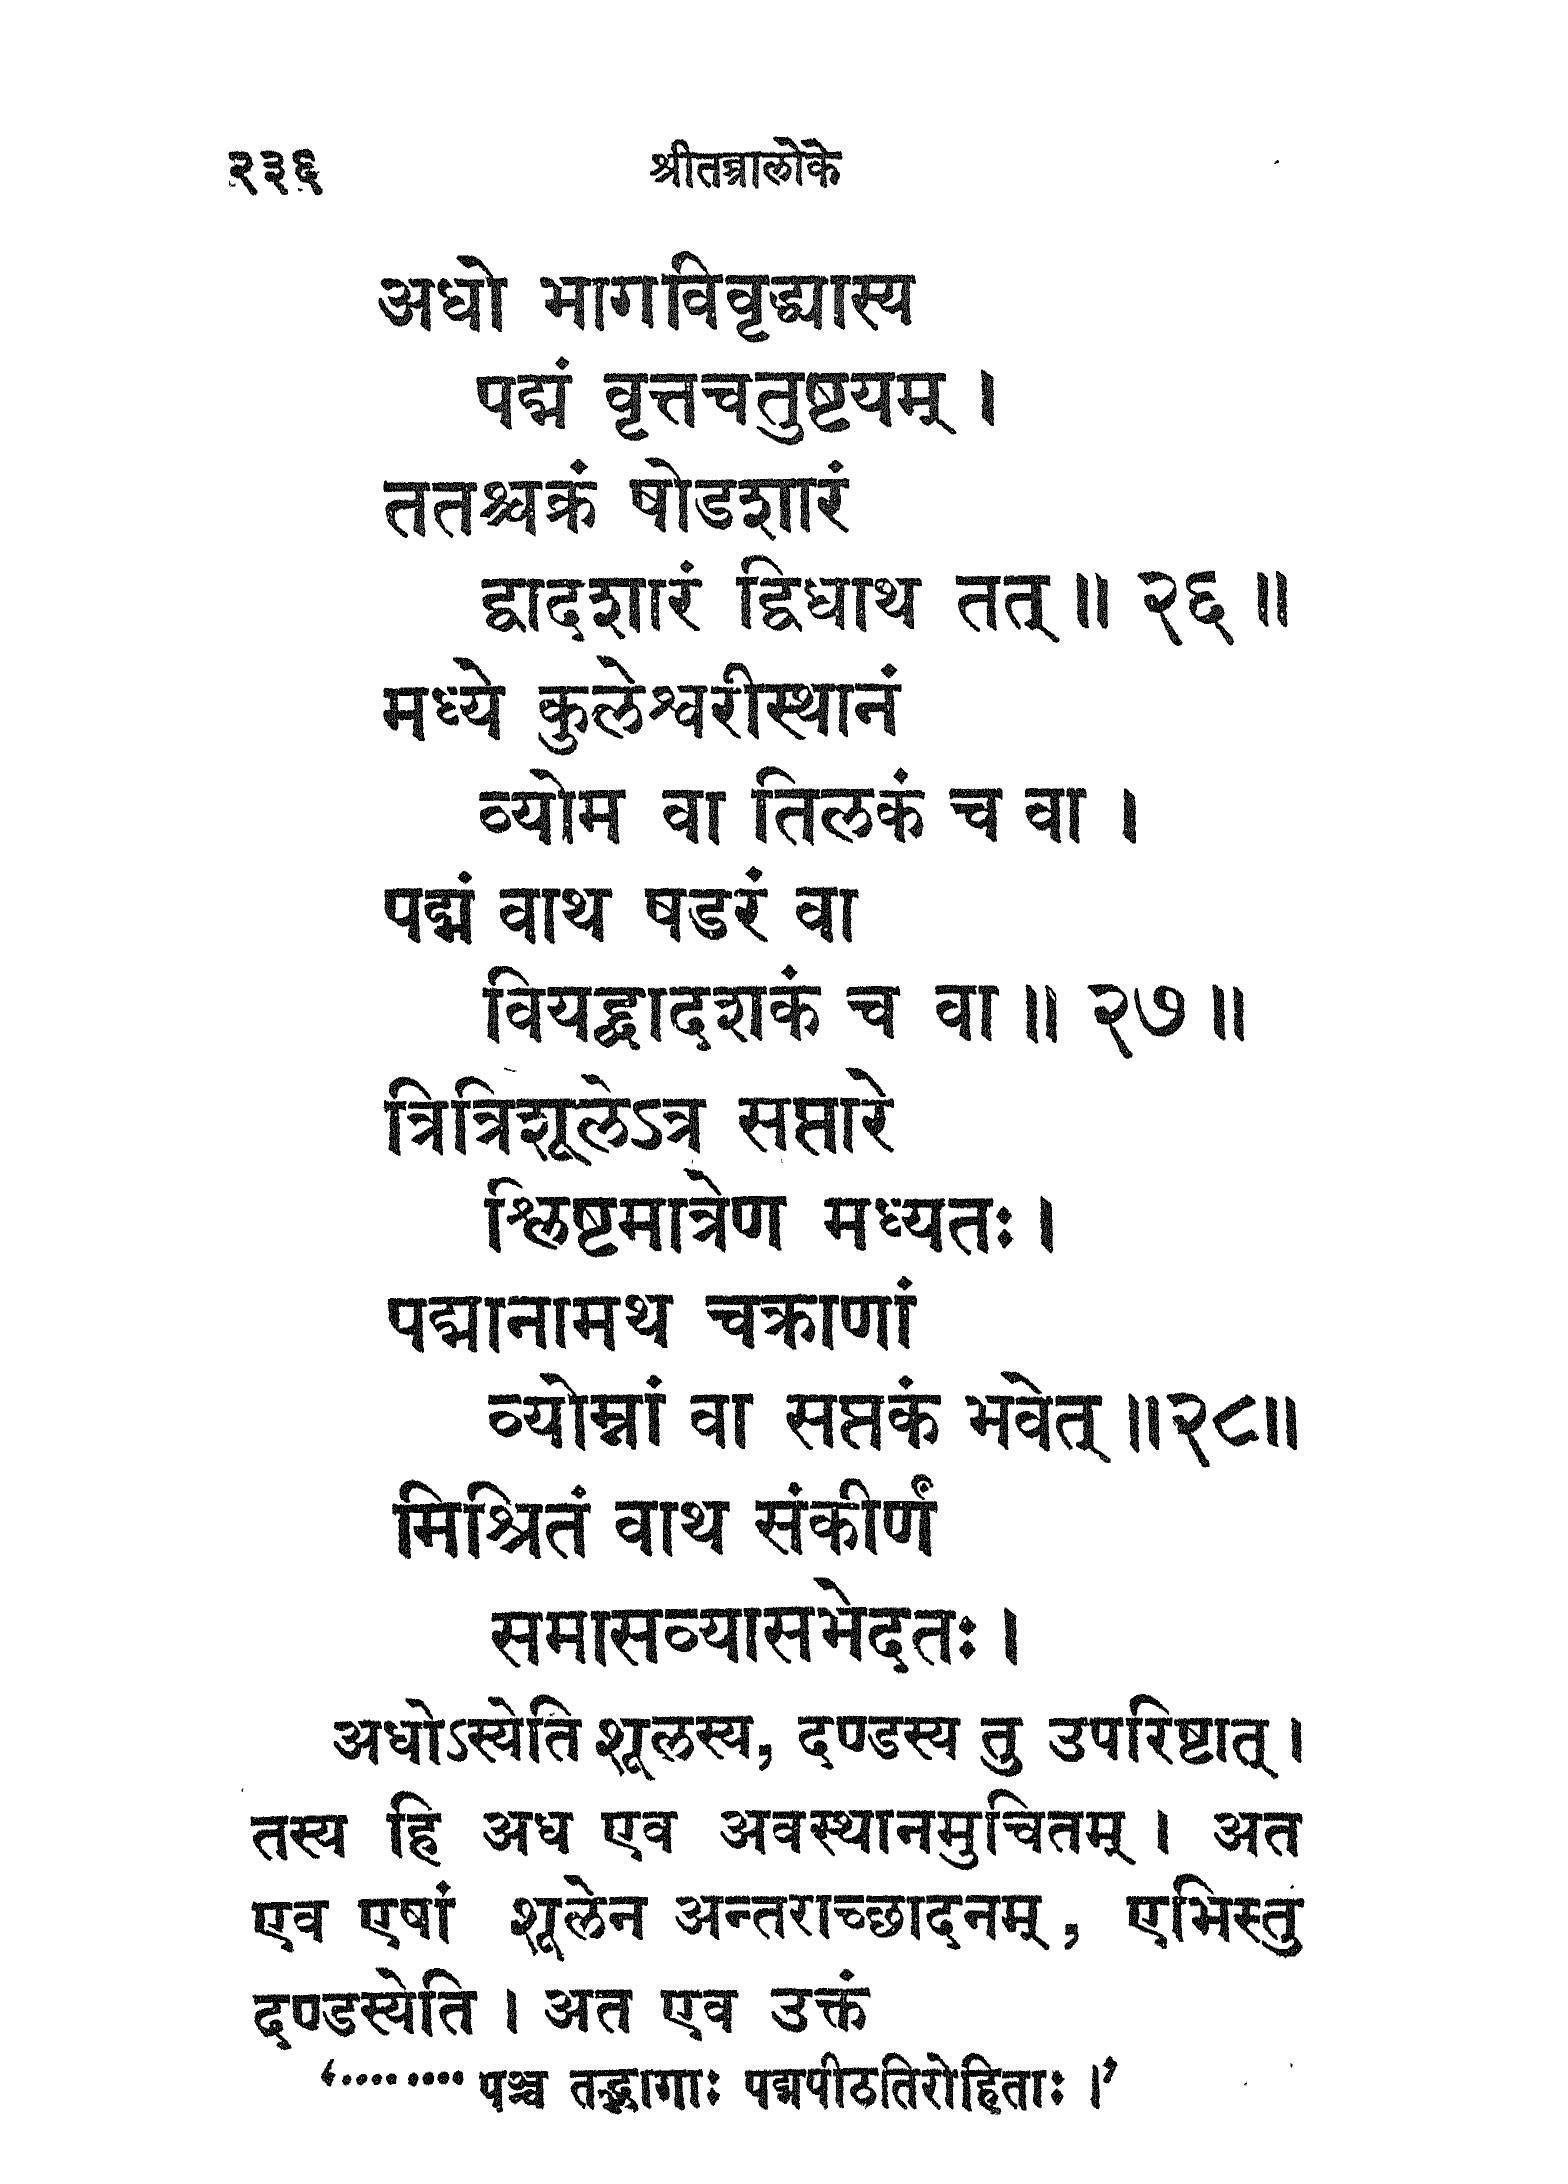 २३६ श्रीतन्त्रालोके
अधो भागविवृद्ध्यास्य
पद्मं वृत्तचतुष्टयम् ।
ततश्चक्रं षोडशारं
द्वादशारं द्विधाथ तत् ॥ २६ ॥
मध्ये कुलेश्वरीस्थानं
व्योम वा तिलकं च वा ।
पद्मं वाथ षडरं वा
वियद्द्वादशकं च वा ॥ २७ ॥
त्रित्रिशूलेऽत्र सप्तारे
श्लिष्टमात्रेण मध्यतः ।
पद्मानामथ चक्राणां
व्योम्नां वा सप्तकं भवेत् ॥२८॥
मिश्रितं वाथ संकीर्णं
समासव्यासभेदतः ।
अधोऽस्येति शूलस्य, दण्डस्य तु उपरिष्टात् ।
तस्य हि अध एव अवस्थानमुचितम् । अत
एव एषां शूलेन अन्तराच्छादनम्, एभिस्तु
दण्डस्येति । अत एव उक्तं
‘········ पञ्च तद्भागाः पद्मपीठतिरोहिताः ।’